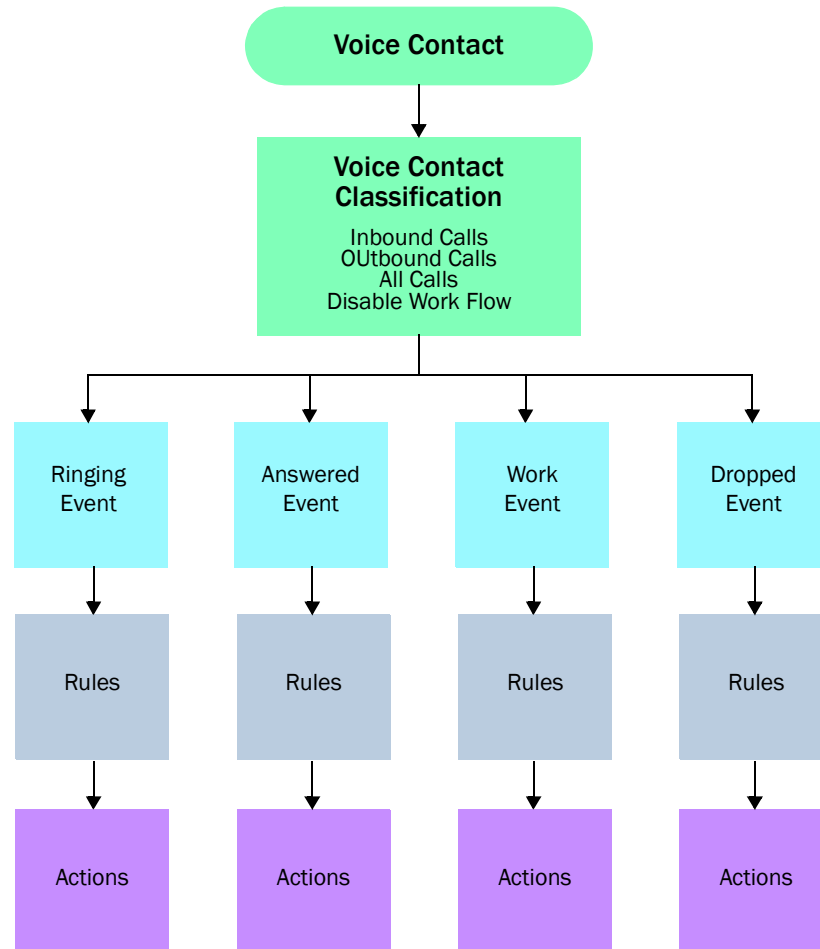 Voice Contact
Voice Contact
Classification
Inbound Calls
OUtbound Calls
All Calls
Disable Work Flow
Ringing
Event
Answered
Event
Work
Event
Dropped
Event
Rules
Rules
Rules
Rules
Actions
Actions
Actions
Actions